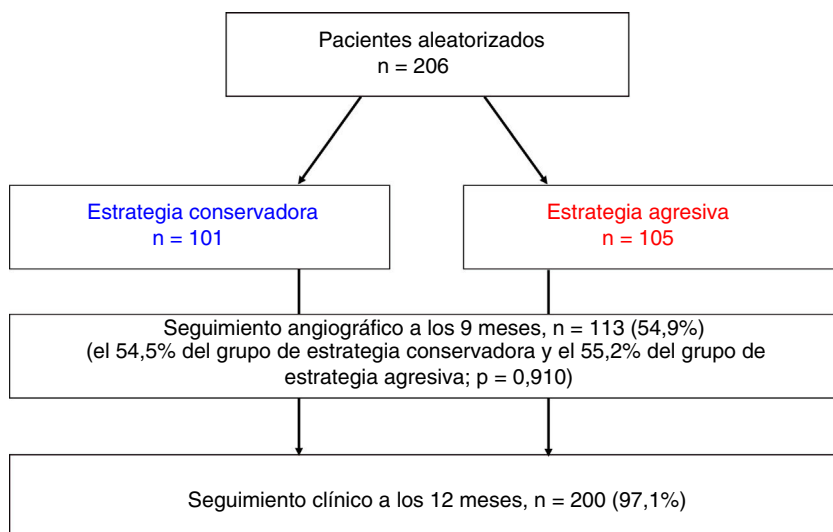 Pacientes aleatorizados
n = 206
Estrategia conservadora
n = 101
Estrategia agresiva
n = 105
Seguimiento angiográfico a los 9 meses, n = 113 (54,9%)
(el 54,5% del grupo de estrategia conservadora y el 55,2% del grupo de
estrategia agresiva; p = 0,910)
Seguimiento clínico a los 12 meses, n = 200 (97,1%)